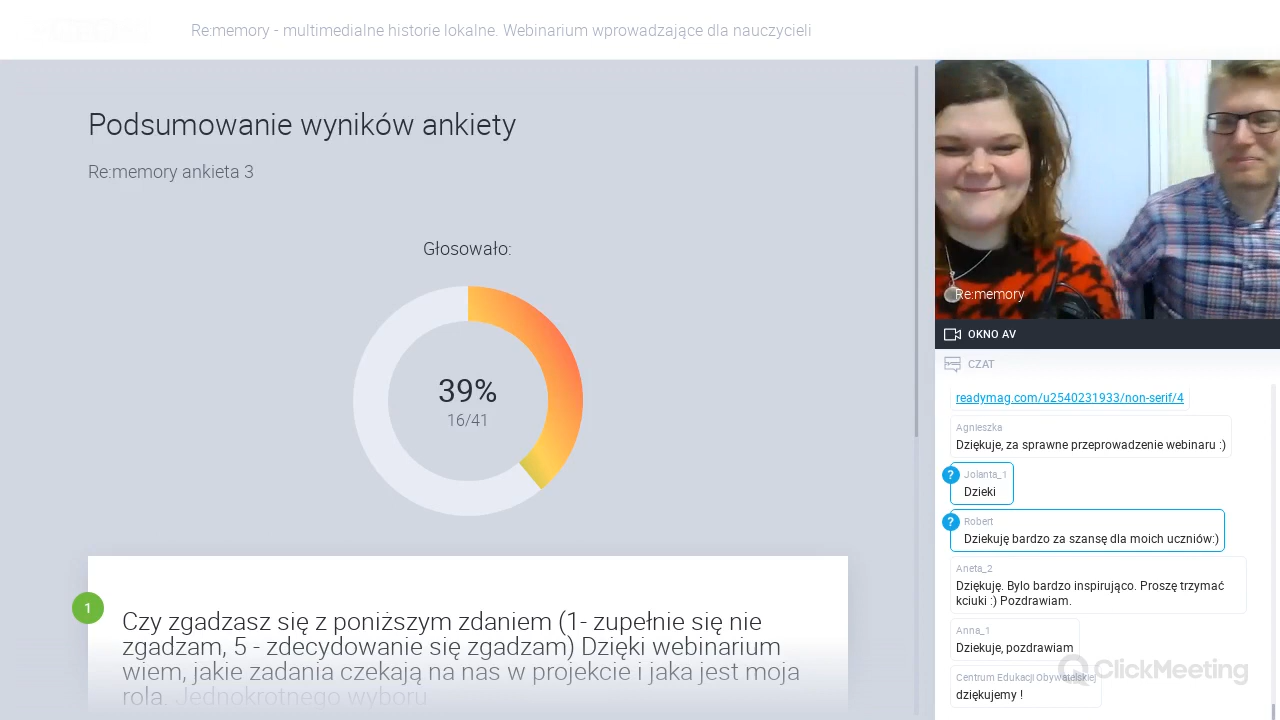 Re:memory - multimedialne historie lokalne. Webinarium wprowadzające dla nauczycieli
Podsumowanie wyników ankiety
Re:memory ankieta 3
Głosowało:
39%
16/41
1
Czy zgadzasz się z poniższym zdaniem (1- zupełnie się nie
zgadzam, 5 - zdecydowanie się zgadzam) Dzięki webinarium
wiem, jakie zadania czekają na nas w projekcie i jaka jest moja
rola. Jednokrotnego wyboru
Re:memory
OKNO AV
CZAT
readymag.com/u2540231933/non-serif/4
Agnieszka
Dziękuje, za sprawne przeprowadzenie webinaru :)
?
Jolanta_1
Dzieki
?
Robert
Dziekuję bardzo za szansę dla moich uczniów:)
Aneta_2
Dziękuję. Bylo bardzo inspirująco. Proszę trzymać
kciuki :) Pozdrawiam.
Anna_1
Dziekuje, pozdrawiam
Centrum Edukacji Obywatelskiej
dziękujemy !
ClickMeeting